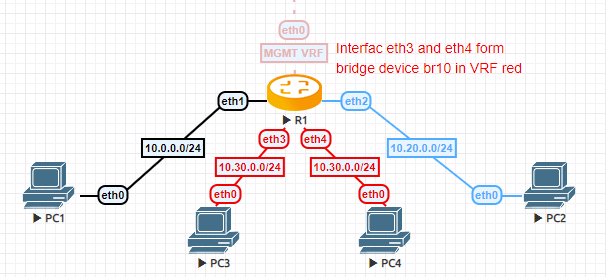 eth0
MGMT VRF
Interfac eth3 and eth4 form
bridge device br10 in VRF red
eth1
eth2
R1
eth3
eth4
10.0.0.0/24
10.20.0.0/24
10.30.0.0/24
10.30.0.0/24
eth0
eth0
eth0
eth0
PC1
PC2
PC3
PC4